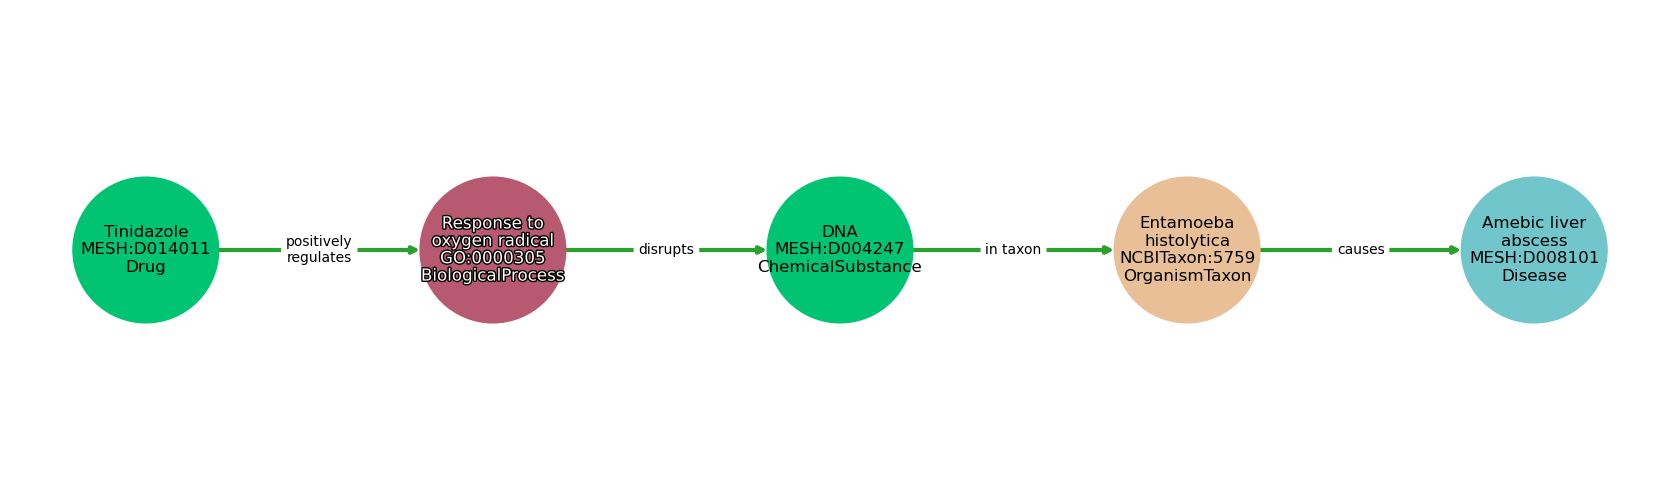 Tinidazole
MESH:D014011
Drug
positively
regulates
Response to
oxygen radical
GO:0000305
BiologicalProcess
disrupts
DNA
MESH:D004247
ChemicalSubstance
in taxon
Entamoeba
histolytica
NCBITaxon:5759
OrganismTaxon
causes
Amebic liver
abscess
MESH:D008101
Disease